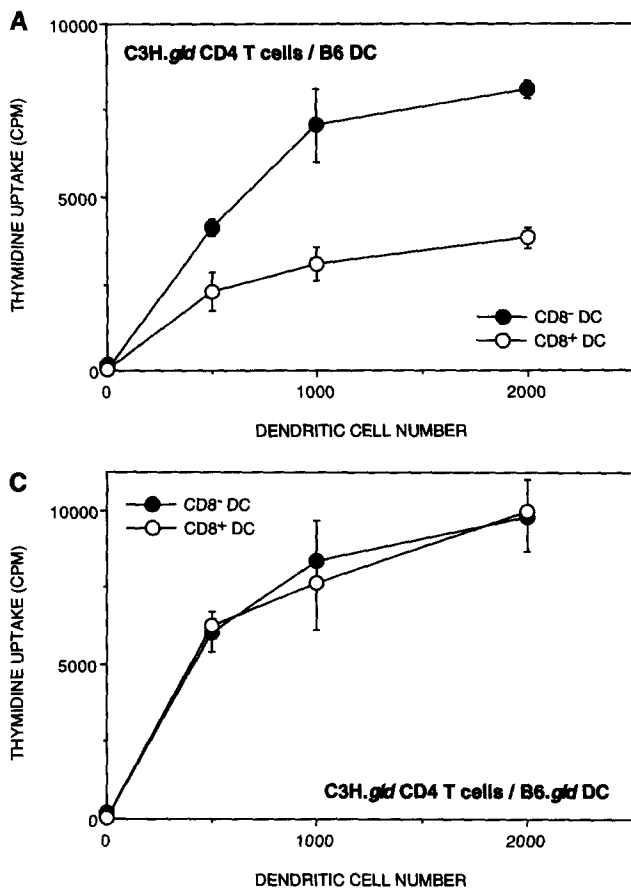 A
10000
C3H.gld CD4 T cells / B6 DC
THYMIDINE UPTAKE (CPM)
5000
CD8⁻ DC
CD8⁺ DC
0
0
1000
2000
DENDRITIC CELL NUMBER
C
CD8⁻ DC
CD8⁺ DC
10000
THYMIDINE UPTAKE (CPM)
5000
C3H.gld CD4 T cells / B6.gld DC
0
0
1000
2000
DENDRITIC CELL NUMBER